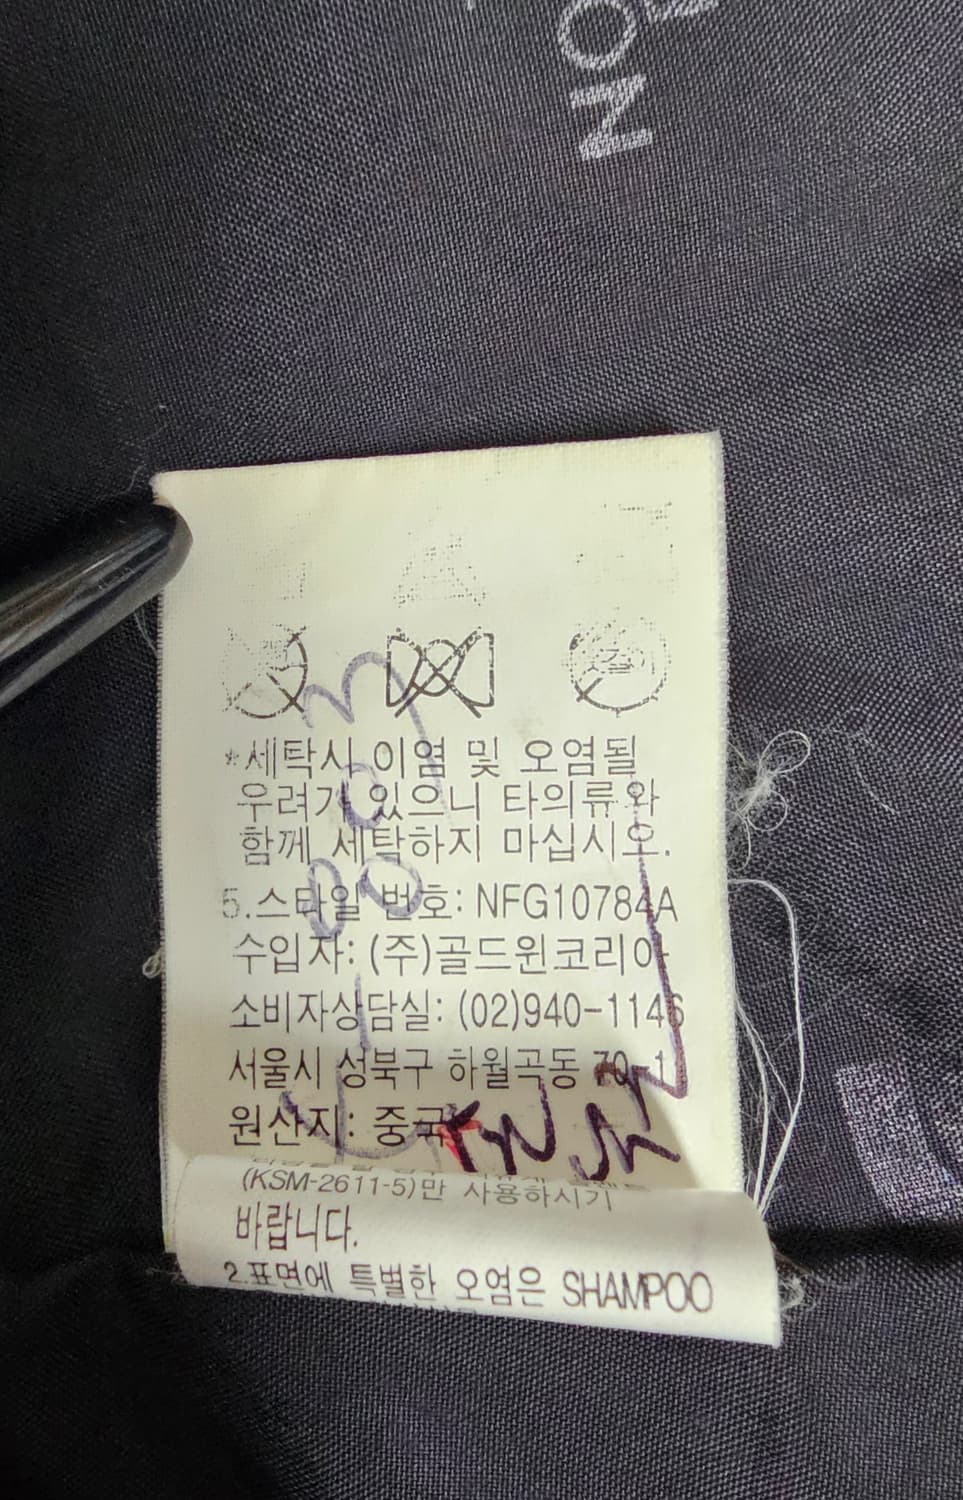 ON
*세탁시 이염 및 오염될
우려가 있으니 타의류와
함께 세탁하지 마십시오.
5.스타일 번호: NFG10784A
수입자: (주)골드윈코리아
소비자상담실: (02)940-1146
서울시 성북구 하월곡동 70-1
원산지: 중국
(KSM-2611-5)만 사용하시기
바랍니다.
2.표면에 특별한 오염은 SHAMPOO